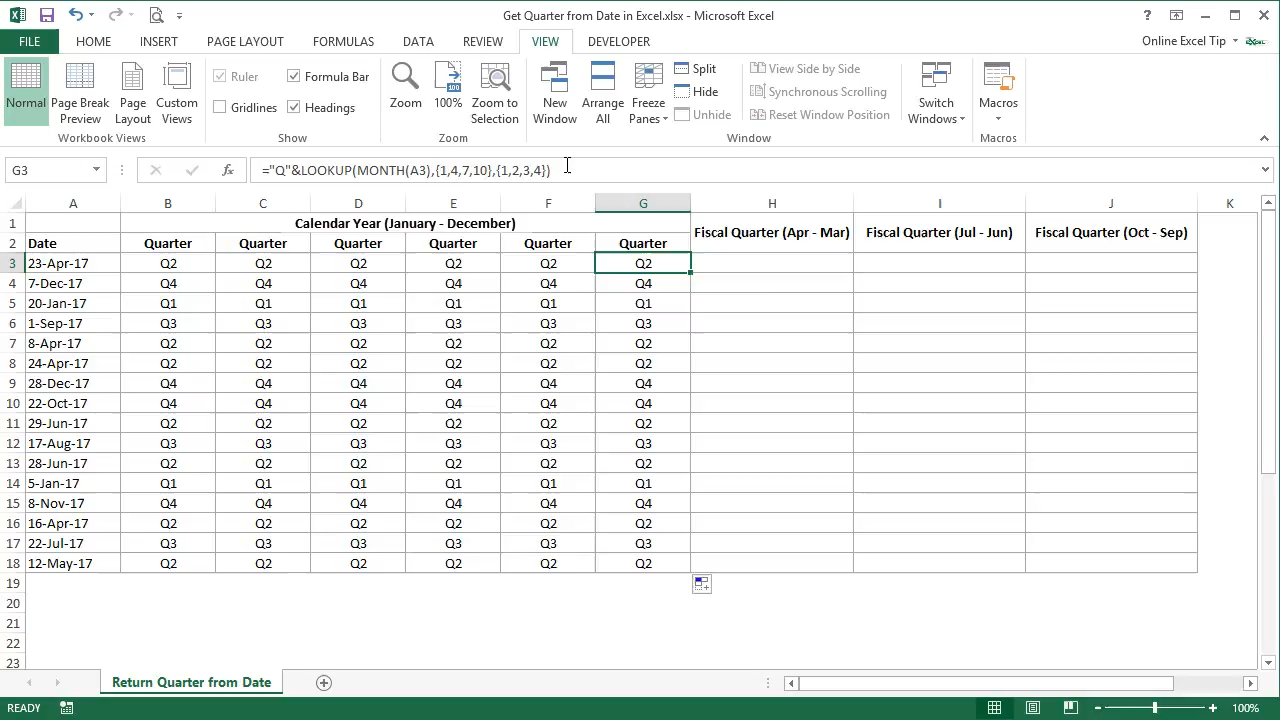 Get Quarter from Date in Excel.xlsx - Microsoft Excel
FILE HOME INSERT PAGE LAYOUT FORMULAS DATA REVIEW VIEW DEVELOPER Online Excel Tip
Normal Page Break Preview Page Layout Custom Views
Workbook Views
Ruler Formula Bar
Gridlines Headings
Show
Zoom 100% Zoom to Selection
Zoom
New Window Arrange All Freeze Panes
Split
Hide
Unhide
View Side by Side
Synchronous Scrolling
Reset Window Position
Window
Switch Windows
Macros
Macros
G3 fx ="Q"&LOOKUP(MONTH(A3),{1,4,7,10},{1,2,3,4})
A B C D E F G H I J K
1 Calendar Year (January - December) Fiscal Quarter (Apr - Mar) Fiscal Quarter (Jul - Jun) Fiscal Quarter (Oct - Sep)
2 Date Quarter Quarter Quarter Quarter Quarter Quarter
3 23-Apr-17 Q2 Q2 Q2 Q2 Q2 Q2
4 7-Dec-17 Q4 Q4 Q4 Q4 Q4 Q4
5 20-Jan-17 Q1 Q1 Q1 Q1 Q1 Q1
6 1-Sep-17 Q3 Q3 Q3 Q3 Q3 Q3
7 8-Apr-17 Q2 Q2 Q2 Q2 Q2 Q2
8 24-Apr-17 Q2 Q2 Q2 Q2 Q2 Q2
9 28-Dec-17 Q4 Q4 Q4 Q4 Q4 Q4
10 22-Oct-17 Q4 Q4 Q4 Q4 Q4 Q4
11 29-Jun-17 Q2 Q2 Q2 Q2 Q2 Q2
12 17-Aug-17 Q3 Q3 Q3 Q3 Q3 Q3
13 28-Jun-17 Q2 Q2 Q2 Q2 Q2 Q2
14 5-Jan-17 Q1 Q1 Q1 Q1 Q1 Q1
15 8-Nov-17 Q4 Q4 Q4 Q4 Q4 Q4
16 16-Apr-17 Q2 Q2 Q2 Q2 Q2 Q2
17 22-Jul-17 Q3 Q3 Q3 Q3 Q3 Q3
18 12-May-17 Q2 Q2 Q2 Q2 Q2 Q2
19
20
21
22
23
Return Quarter from Date
READY 100%